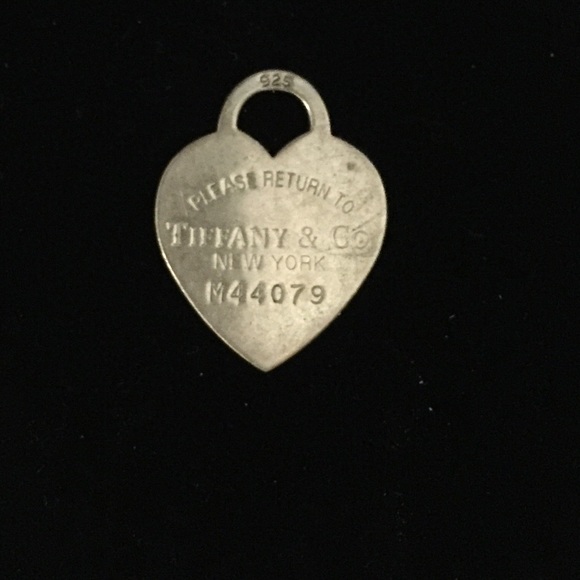 925
PLEASE RETURN TO
TIFFANY & Co
NEW YORK
M44079